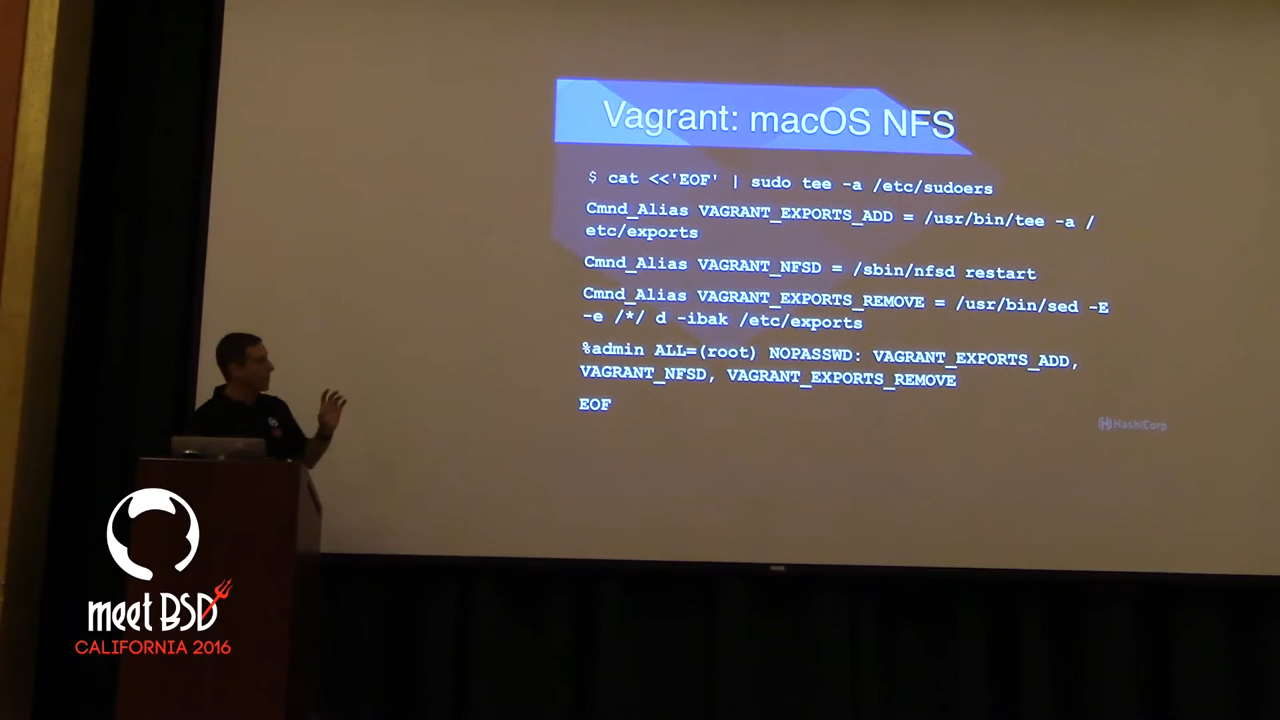 Vagrant: macOS NFS
$ cat <<'EOF' | sudo tee -a /etc/sudoers
Cmnd_Alias VAGRANT_EXPORTS_ADD = /usr/bin/tee -a /
etc/exports
Cmnd_Alias VAGRANT_NFSD = /sbin/nfsd restart
Cmnd_Alias VAGRANT_EXPORTS_REMOVE = /usr/bin/sed -E
-e /*/ d -ibak /etc/exports
%admin ALL=(root) NOPASSWD: VAGRANT_EXPORTS_ADD,
VAGRANT_NFSD, VAGRANT_EXPORTS_REMOVE
EOF
HashiCorp
meet BSD
CALIFORNIA 2016